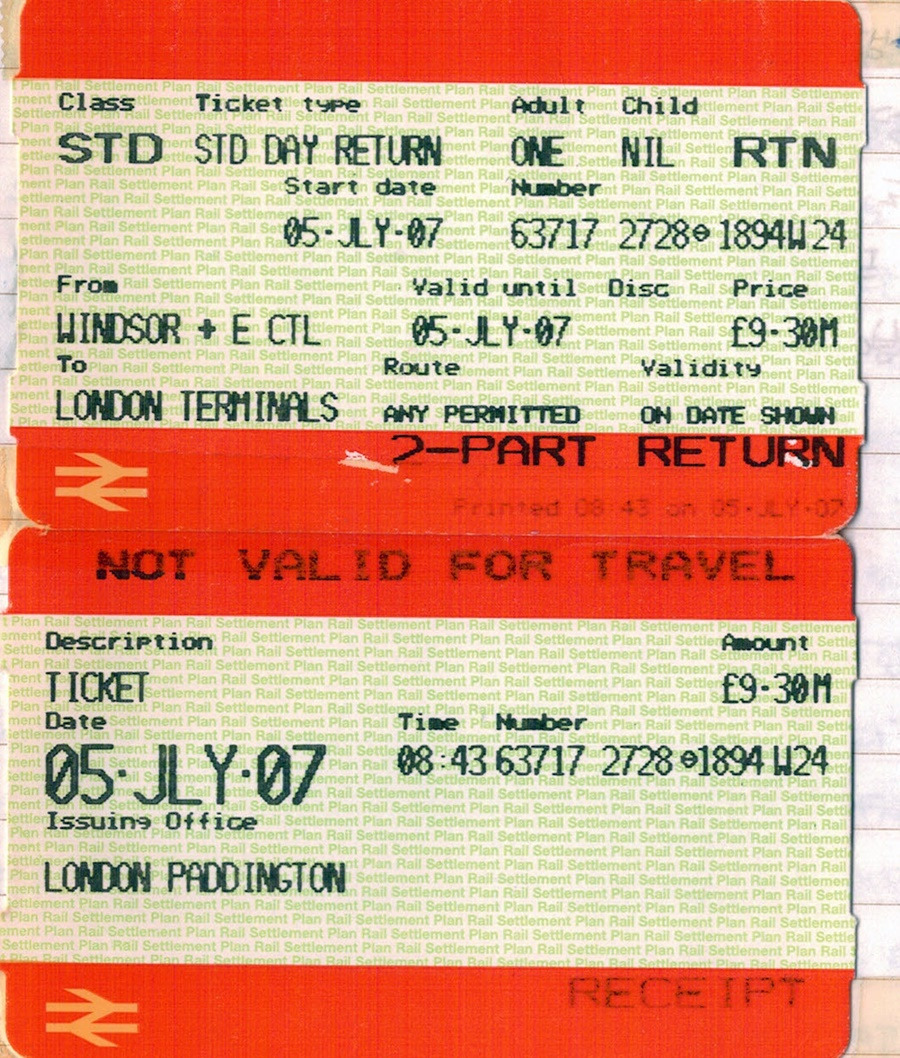 Class Ticket type Adult Child
STD STD DAY RETURN ONE NIL RTN
Start date Number
05·JLY·07 63717 2728⊖1894W24
From Valid until Disc Price
WINDSOR + E CTL 05·JLY·07 £9·30M
To Route Validity
LONDON TERMINALS ANY PERMITTED ON DATE SHOWN
2-PART RETURN
Printed 08:43 on 05·JLY·07
NOT VALID FOR TRAVEL
Description Amount
TICKET £9·30M
Date Time Number
05·JLY·07 08:43 63717 2728⊖1894W24
Issuing Office
LONDON PADDINGTON
RECEIPT